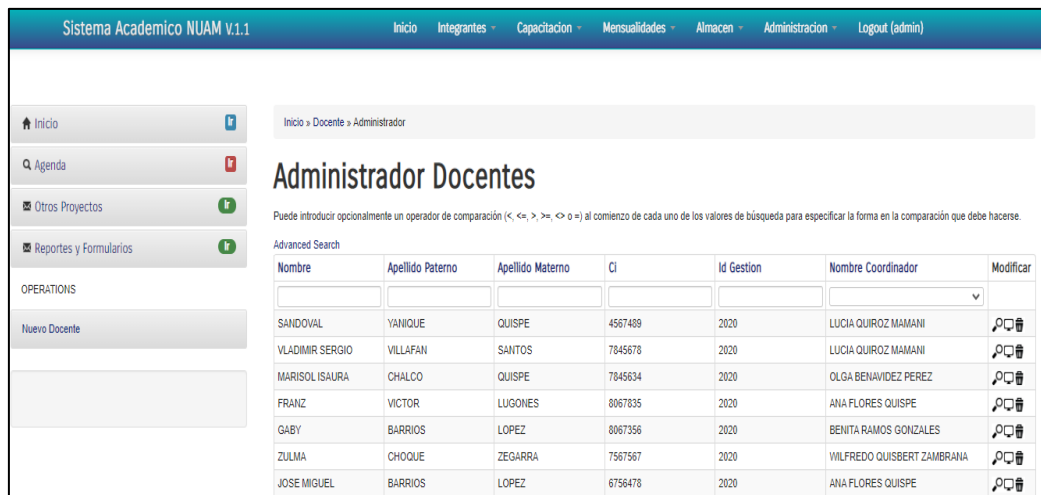 Sistema Academico NUAM V.1.1
Inicio Integrantes Capacitacion Mensualidades Almacen Administracion Logout (admin)
Inicio Ir
Agenda Ir
Otros Proyectos Ir
Reportes y Formularios Ir
OPERATIONS
Nuevo Docente
Inicio » Docente » Administrador
Administrador Docentes
Puede introducir opcionalmente un operador de comparación (<, <=, >, >=, <> o =) al comienzo de cada uno de los valores de búsqueda para especificar la forma en la comparación que debe hacerse.
Advanced Search
Nombre Apellido Paterno Apellido Materno Ci Id Gestion Nombre Coordinador Modificar
SANDOVAL YANIQUE QUISPE 4567489 2020 LUCIA QUIROZ MAMANI
VLADIMIR SERGIO VILLAFAN SANTOS 7845678 2020 LUCIA QUIROZ MAMANI
MARISOL ISAURA CHALCO QUISPE 7845634 2020 OLGA BENAVIDEZ PEREZ
FRANZ VICTOR LUGONES 8067835 2020 ANA FLORES QUISPE
GABY BARRIOS LOPEZ 8067356 2020 BENITA RAMOS GONZALES
ZULMA CHOQUE ZEGARRA 7567567 2020 WILFREDO QUISBERT ZAMBRANA
JOSE MIGUEL BARRIOS LOPEZ 6756478 2020 ANA FLORES QUISPE